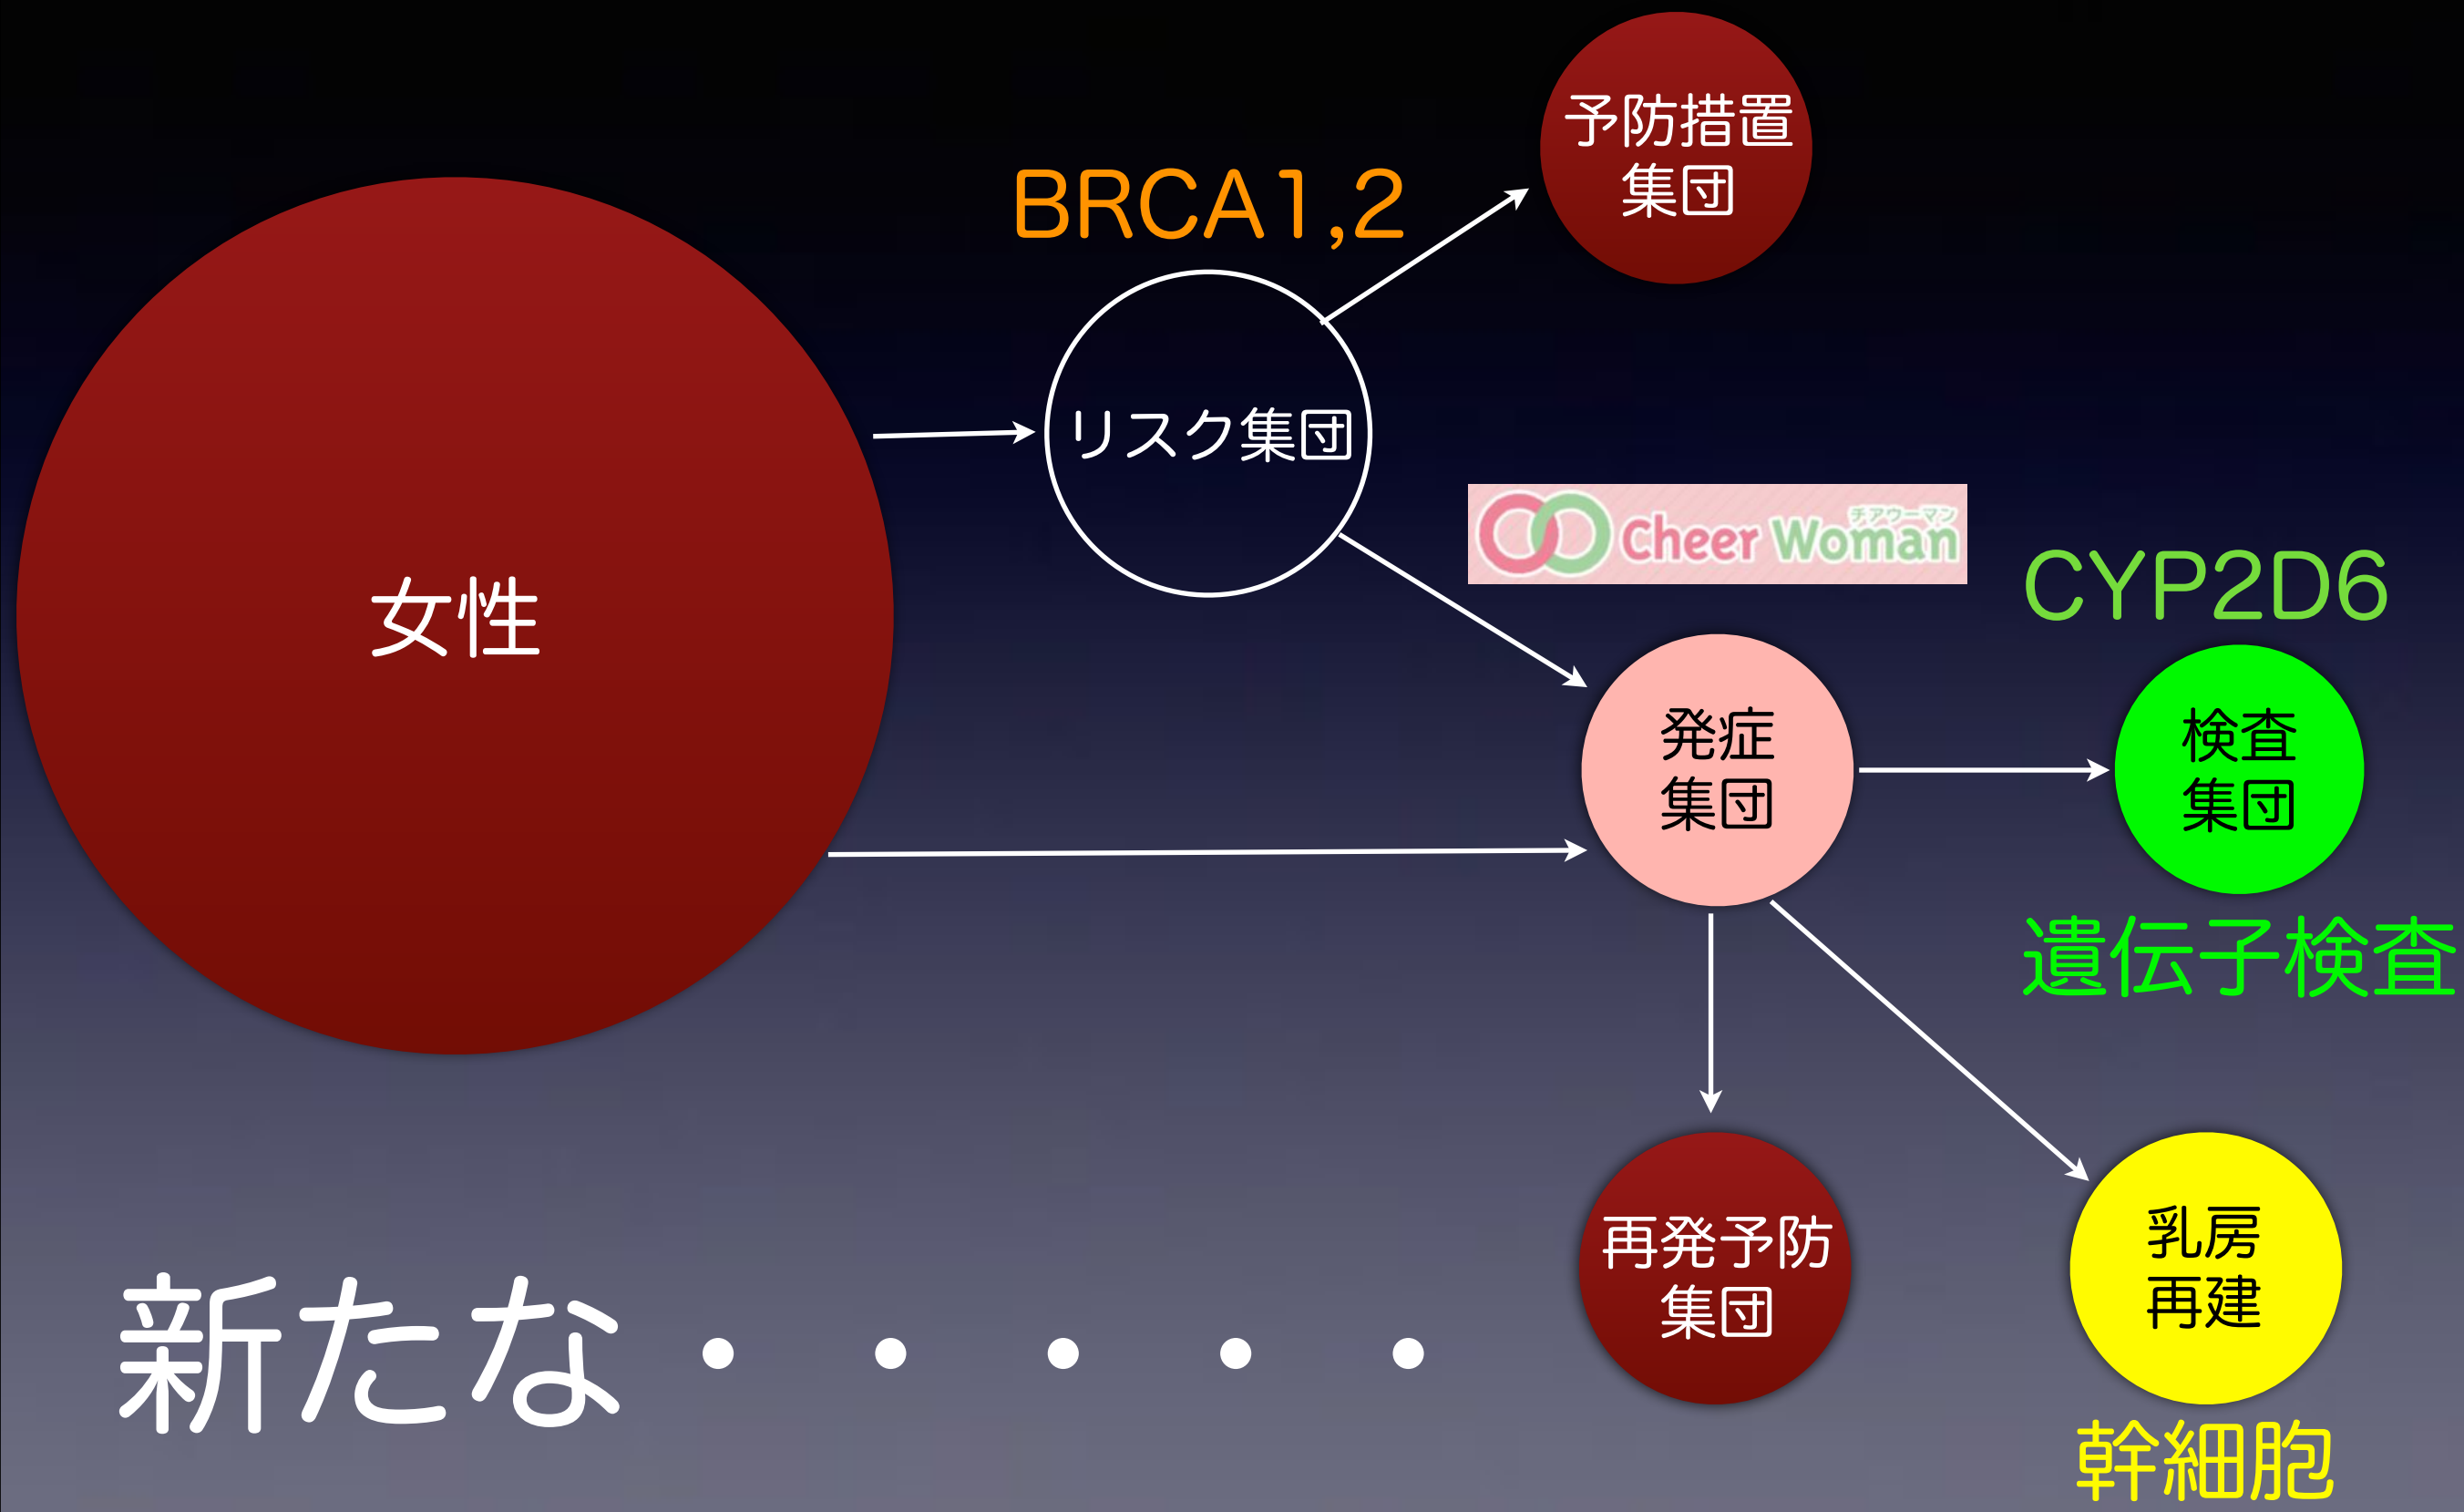 予防措置
集団
BRCA1,2
リスク集団
チアウーマン
Cheer Woman
CYP2D6
女性
発症
集団
検査
集団
遺伝子検査
再発予防
集団
乳房
再建
新たな・・・・・
幹細胞